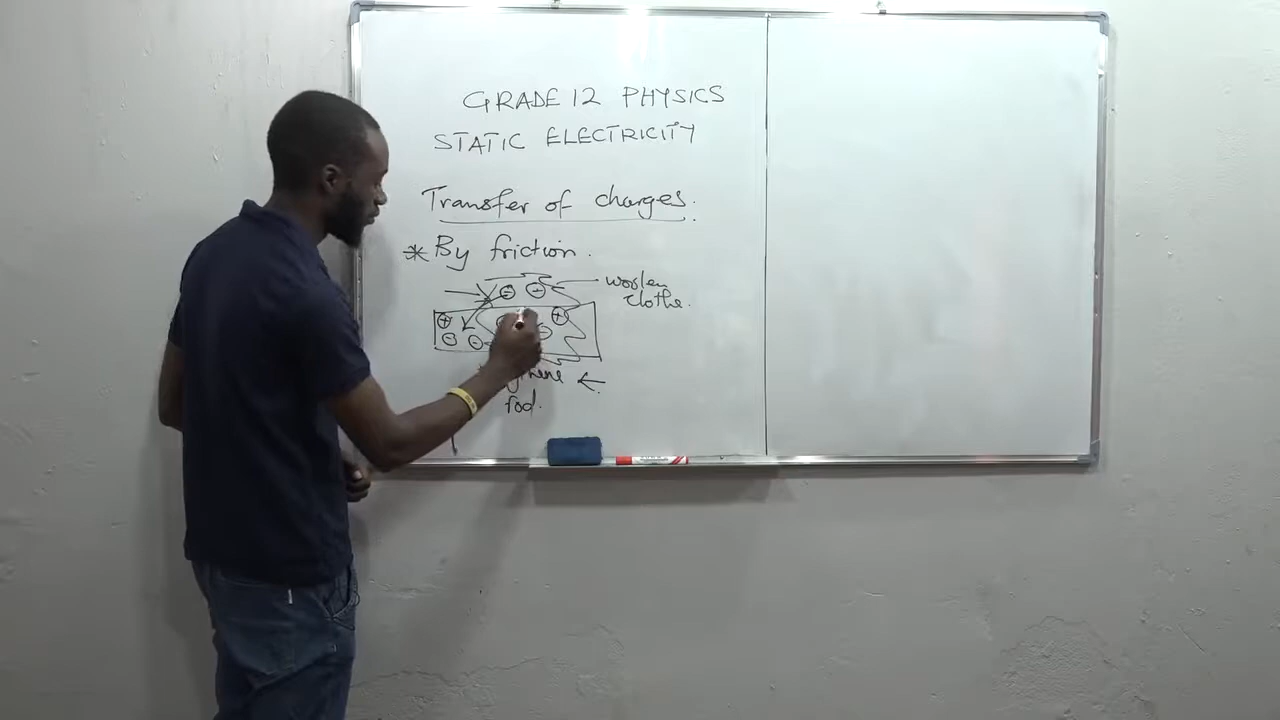 GRADE 12 PHYSICS
STATIC ELECTRICITY
Transfer of charges.
* By friction.
woolen
clothe.
rod.